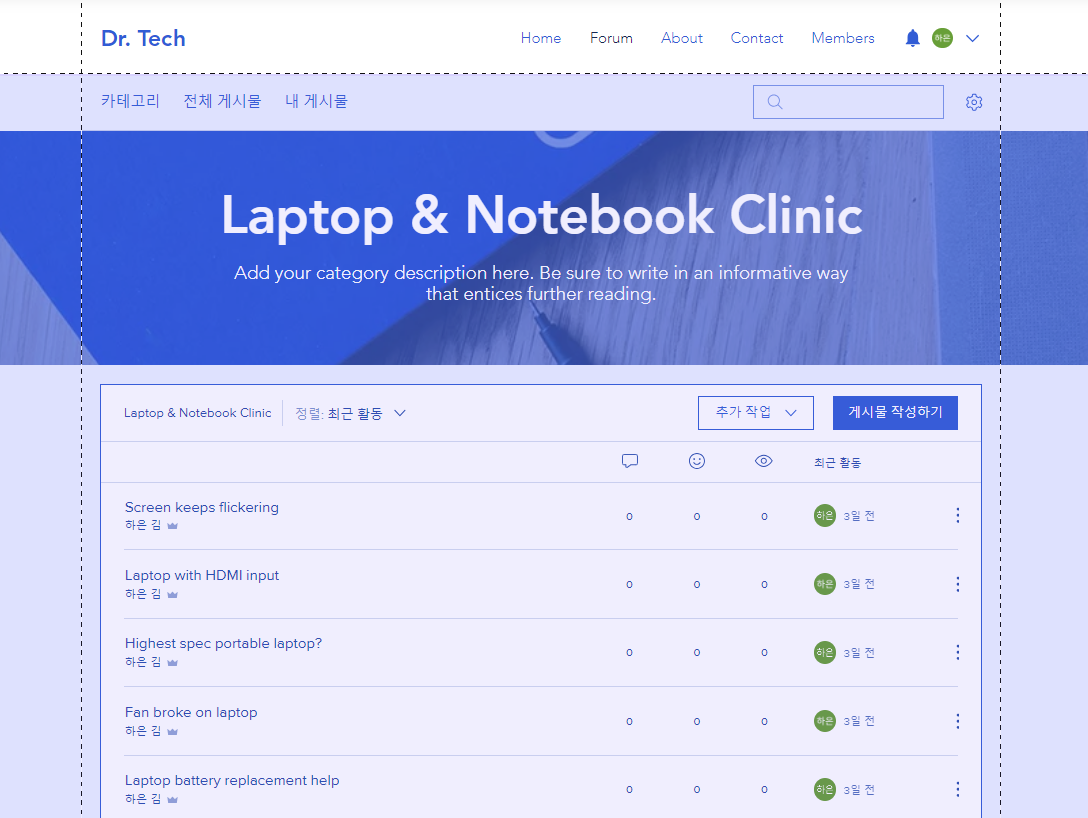 Dr. Tech
Home Forum About Contact Members 하은
카테고리 전체 게시물 내 게시물
Laptop & Notebook Clinic
Add your category description here. Be sure to write in an informative way
that entices further reading.
Laptop & Notebook Clinic 정렬: 최근 활동 추가 작업 게시물 작성하기
최근 활동
Screen keeps flickering
하은 김 0 0 0 하은 3일 전
Laptop with HDMI input
하은 김 0 0 0 하은 3일 전
Highest spec portable laptop?
하은 김 0 0 0 하은 3일 전
Fan broke on laptop
하은 김 0 0 0 하은 3일 전
Laptop battery replacement help
하은 김 0 0 0 하은 3일 전